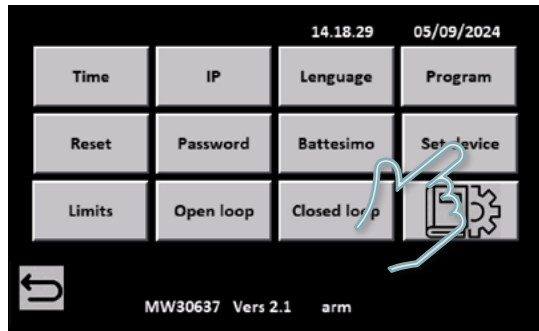 14.18.29 05/09/2024
Time IP Lenguage Program
Reset Password Battesimo Set device
Limits Open loop Closed loop
MW30637 Vers 2.1 arm